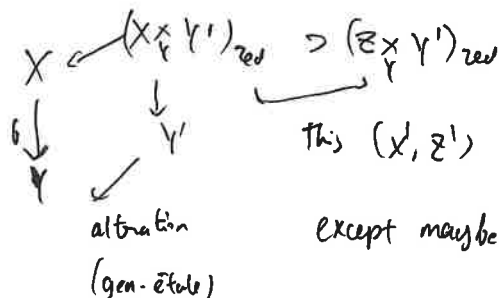 X ← (X ×_Y Y')_red ⊃ (Z ×_Y Y')_red
↓ ↓
Y Y' this (X', Z')
alteration except maybe
(gen-étale)